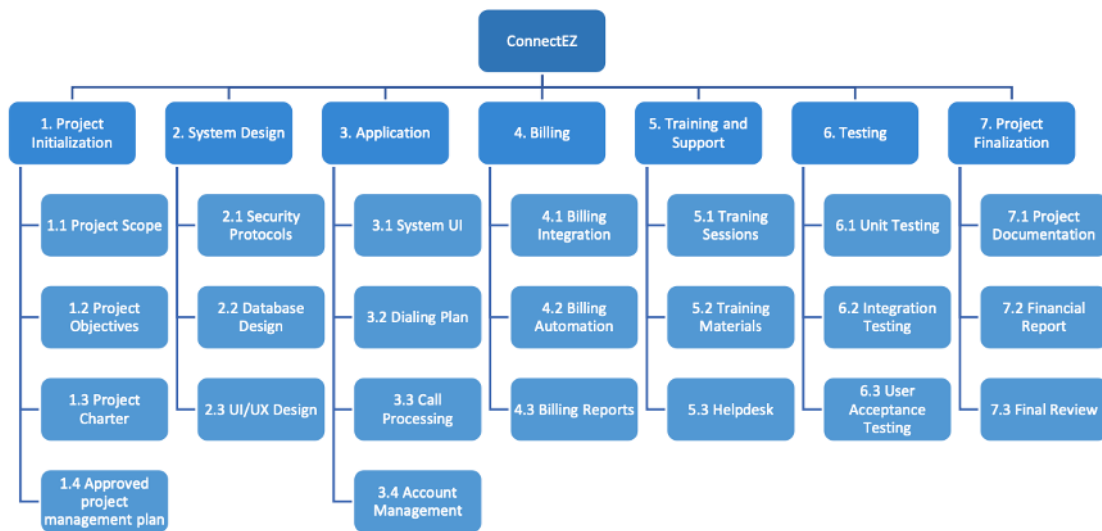 ConnectEZ
1. Project
Initialization
2. System Design
3. Application
4. Billing
5. Training and
Support
6. Testing
7. Project
Finalization
1.1 Project Scope
1.2 Project
Objectives
1.3 Project
Charter
1.4 Approved
project
management plan
2.1 Security
Protocols
2.2 Database
Design
2.3 UI/UX Design
3.1 System UI
3.2 Dialing Plan
3.3 Call
Processing
3.4 Account
Management
4.1 Billing
Integration
4.2 Billing
Automation
4.3 Billing Reports
5.1 Traning
Sessions
5.2 Training
Materials
5.3 Helpdesk
6.1 Unit Testing
6.2 Integration
Testing
6.3 User
Acceptance
Testing
7.1 Project
Documentation
7.2 Financial
Report
7.3 Final Review